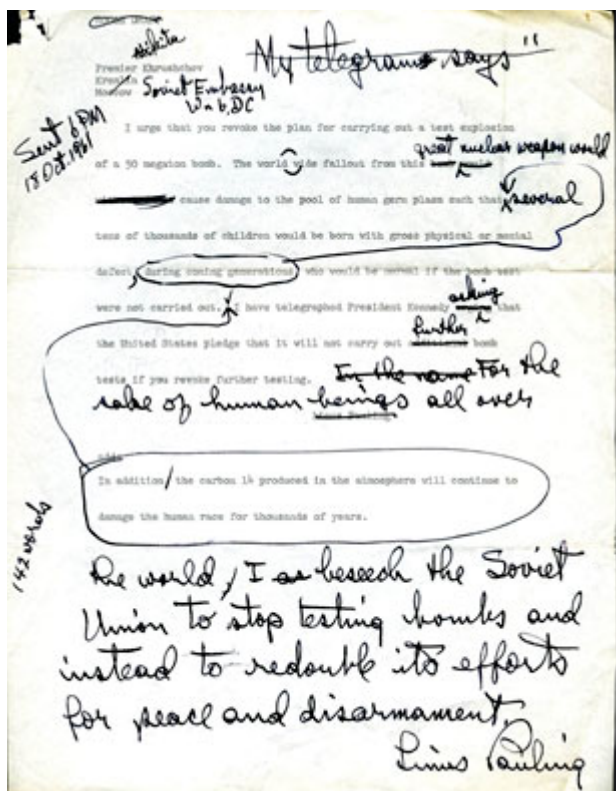 My telegram says "
Nikita
Premier Khrushchev
Kremlin Soviet Embassy
Moscow Wash, DC
Sent 6 PM
18 Oct, 1961
I urge that you revoke the plan for carrying out a test explosion
great nuclear weapon would
of a 50 megaton bomb. The world wide fallout from this
cause damage to the pool of human germ plasm such that several
tens of thousands of children would be born with gross physical or mental
defect, during coming generations, who would be normal if the bomb test
asking
were not carried out. I have telegraphed President Kennedy that
further
the United States pledge that it will not carry out bomb
tests if you revoke further testing. In the name For the
sake of human beings all over
Linus Pauling
In addition, the carbon 14 produced in the atmosphere will continue to
damage the human race for thousands of years.
142 words
the world, I as beseech the Soviet
Union to stop testing bombs and
instead to redouble its efforts
for peace and disarmament.
Linus Pauling